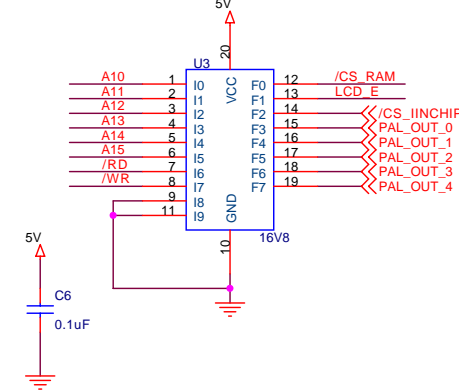 5V
U3
20
VCC
A10 1 I0 F0 12 /CS_RAM
A11 2 I1 F1 13 LCD_E
A12 3 I2 F2 14 /CS_IINCHIP
A13 4 I3 F3 15 PAL_OUT_0
A14 5 I4 F4 16 PAL_OUT_1
A15 6 I5 F5 17 PAL_OUT_2
/RD 7 I6 F6 18 PAL_OUT_3
/WR 8 I7 F7 19 PAL_OUT_4
9 I8
11 I9
GND
10
16V8
5V
C6
0.1uF